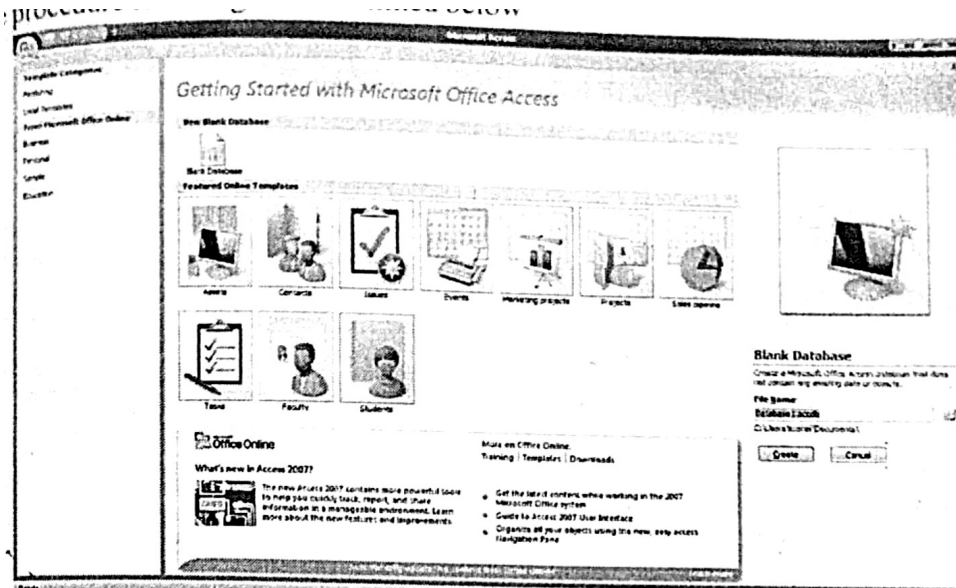 Microsoft Access
Template Categories
Featuring
Local Templates
From Microsoft Office Online
Business
Personal
Sample
Education
Getting Started with Microsoft Office Access
New Blank Database
Blank Database
Featured Online Templates
Assets
Contacts
Issues
Events
Marketing projects
Projects
Sales pipeline
Tasks
Faculty
Students
Office Online
What's new in Access 2007?
The new Access 2007 contains more powerful tools
to help you quickly track, report, and share
information in a manageable environment. Learn
more about the new features and improvements.
More on Office Online:
Training | Templates | Downloads
Get the latest content while working in the 2007
Microsoft Office system
Guide to Access 2007 User Interface
Organize all your objects using the new, easy access
Navigation Pane
Blank Database
Create a Microsoft Office Access database that does
not contain any existing data or objects.
File Name:
Create
Cancel